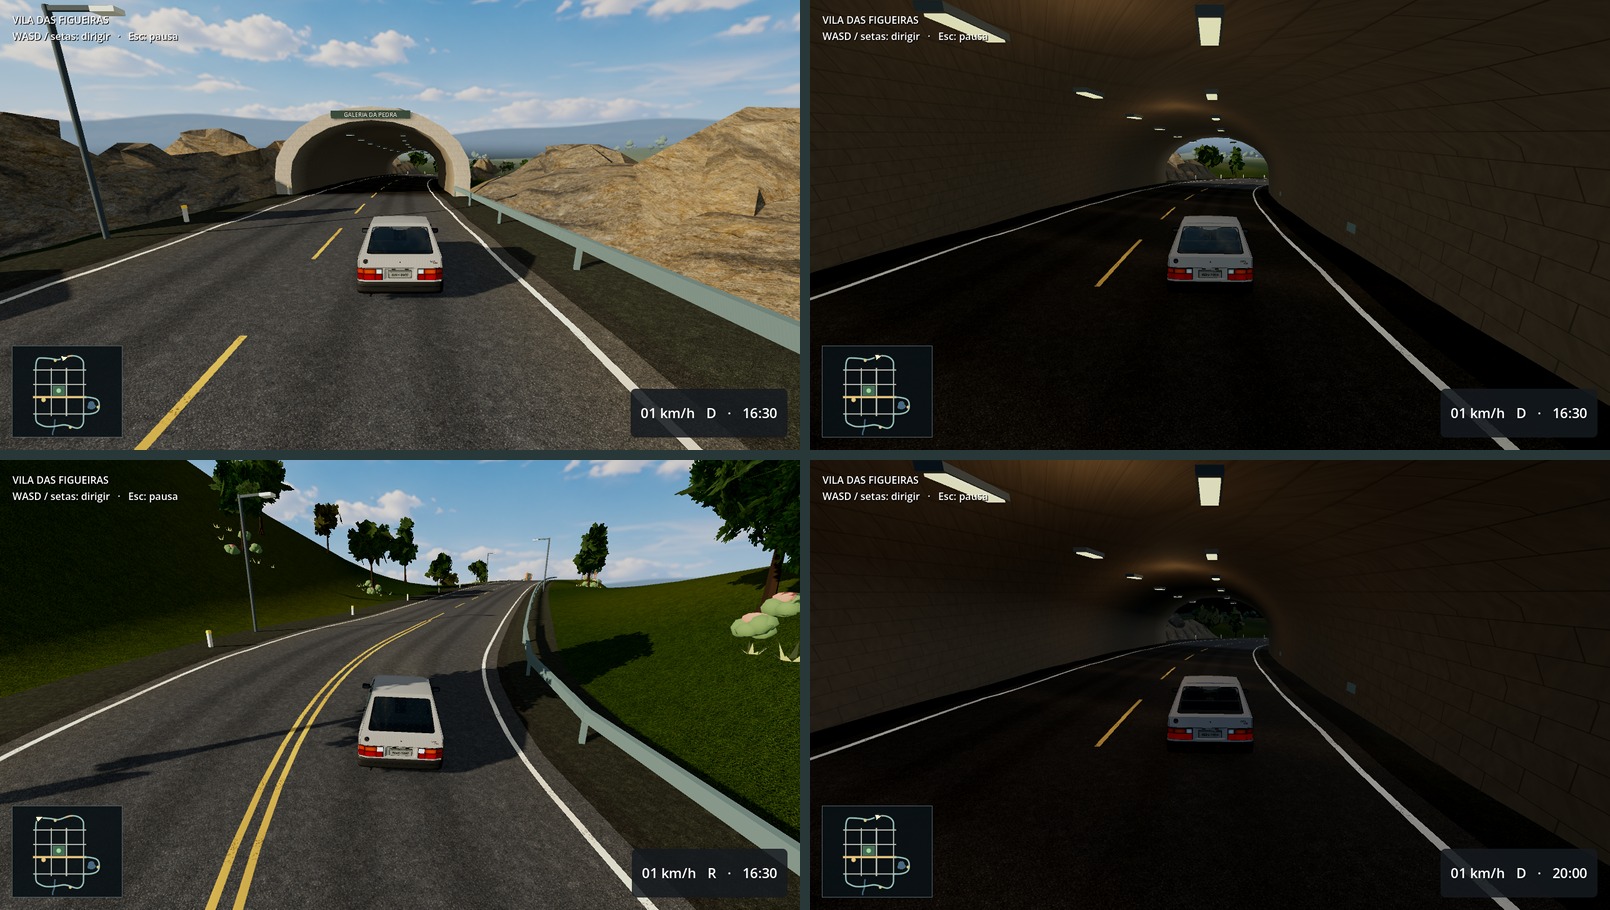 VILA DAS FIGUEIRAS
WASD / setas: dirigir · Esc: pausa
GALERIA DA PEDRA
01 km/h D · 16:30
VILA DAS FIGUEIRAS
WASD / setas: dirigir · Esc: pausa
01 km/h D · 16:30
VILA DAS FIGUEIRAS
WASD / setas: dirigir · Esc: pausa
01 km/h R · 16:30
VILA DAS FIGUEIRAS
WASD / setas: dirigir · Esc: pausa
01 km/h D · 20:00